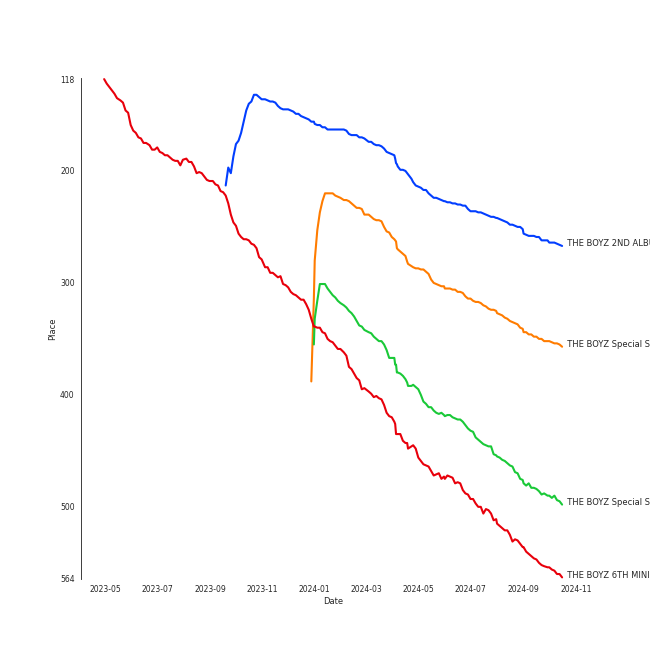 118
200
300
400
500
564
Place
2023-05
2023-07
2023-09
2023-11
2024-01
2024-03
2024-05
2024-07
2024-09
2024-11
Date
THE BOYZ 2ND ALB
THE BOYZ Special S
THE BOYZ Special S
THE BOYZ 6TH MINI